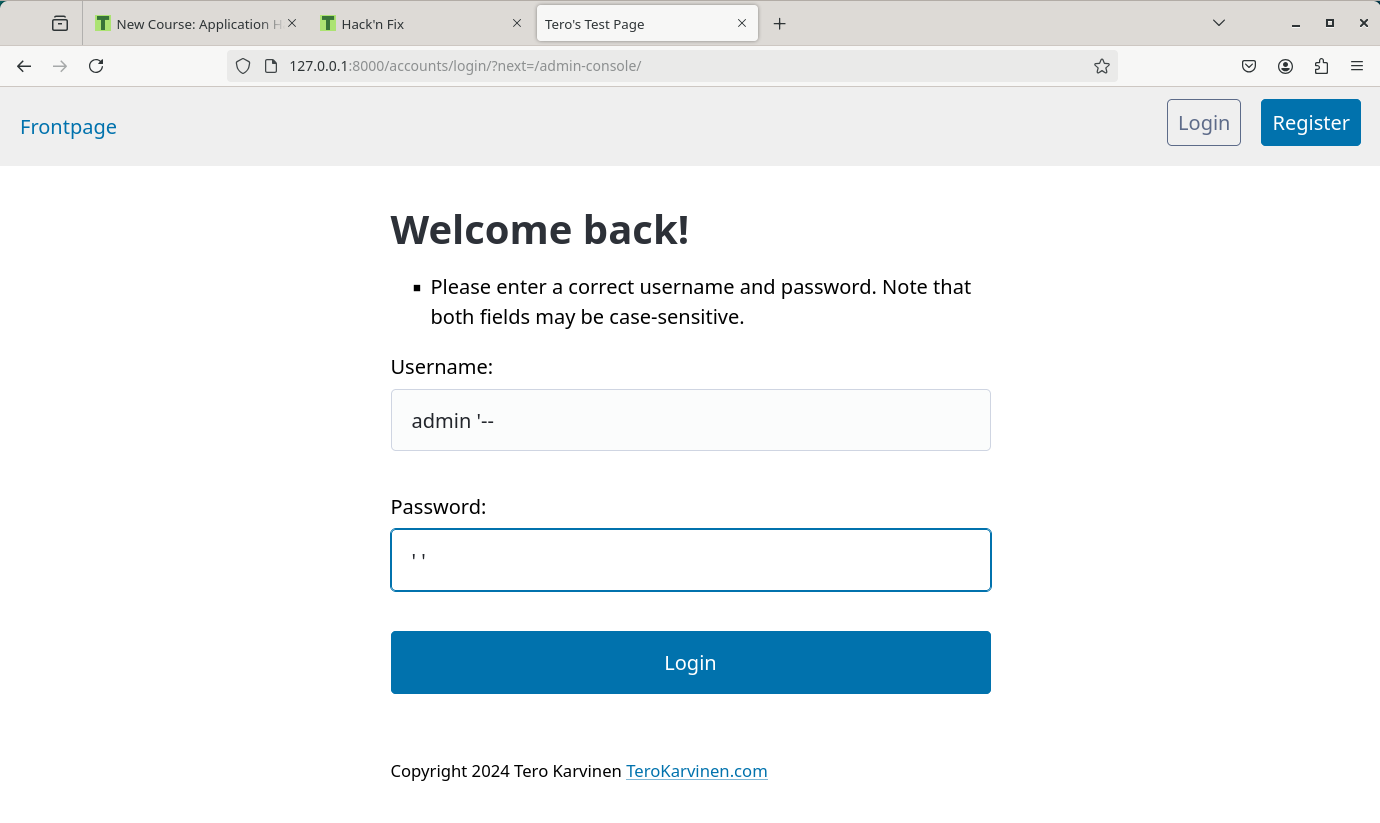 New Course: Application H
Hack'n Fix
Tero's Test Page
127.0.0.1:8000/accounts/login/?next=/admin-console/
Frontpage
Login
Register
Welcome back!
Please enter a correct username and password. Note that
both fields may be case-sensitive.
Username:
admin '--
Password:
' '
Login
Copyright 2024 Tero Karvinen TeroKarvinen.com